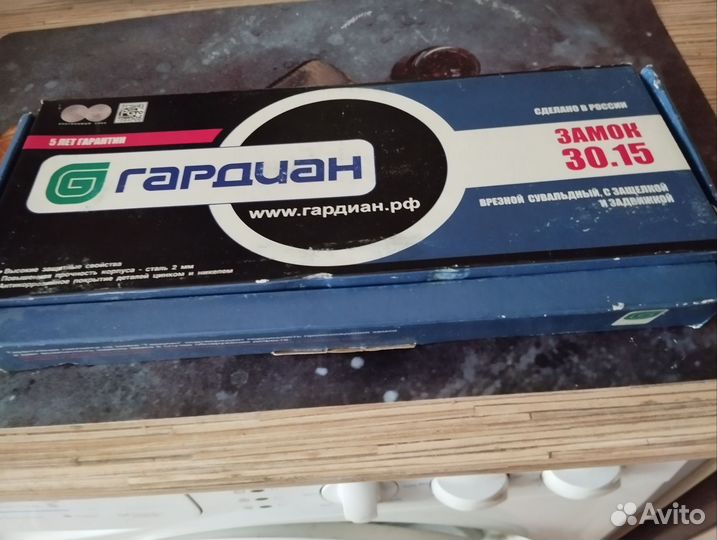 5 ЛЕТ ГАРАНТИИ
ГАРДИАН
www.гардиан.рф
СДЕЛАНО В РОССИИ
ЗАМОК
30.15
ВРЕЗНОЙ СУВАЛЬДНЫЙ, С ЗАЩЕЛКОЙ
И ЗАДВИЖКОЙ
Высокие защитные свойства
Повышенная прочность корпуса - сталь 2 мм
Антикоррозийное покрытие деталей цинком и никелем
Avito